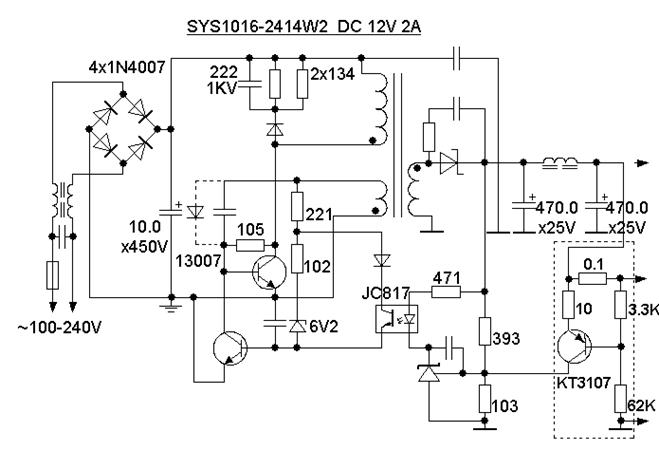 SYS1016-2414W2 DC 12V 2A
4x1N4007
222
1KV
2x134
10.0
x450V
+
105
13007
221
102
6V2
JC817
471
393
103
+
470.0
x25V
+
470.0
x25V
0.1
10
3.3K
KT3107
62K
~100-240V